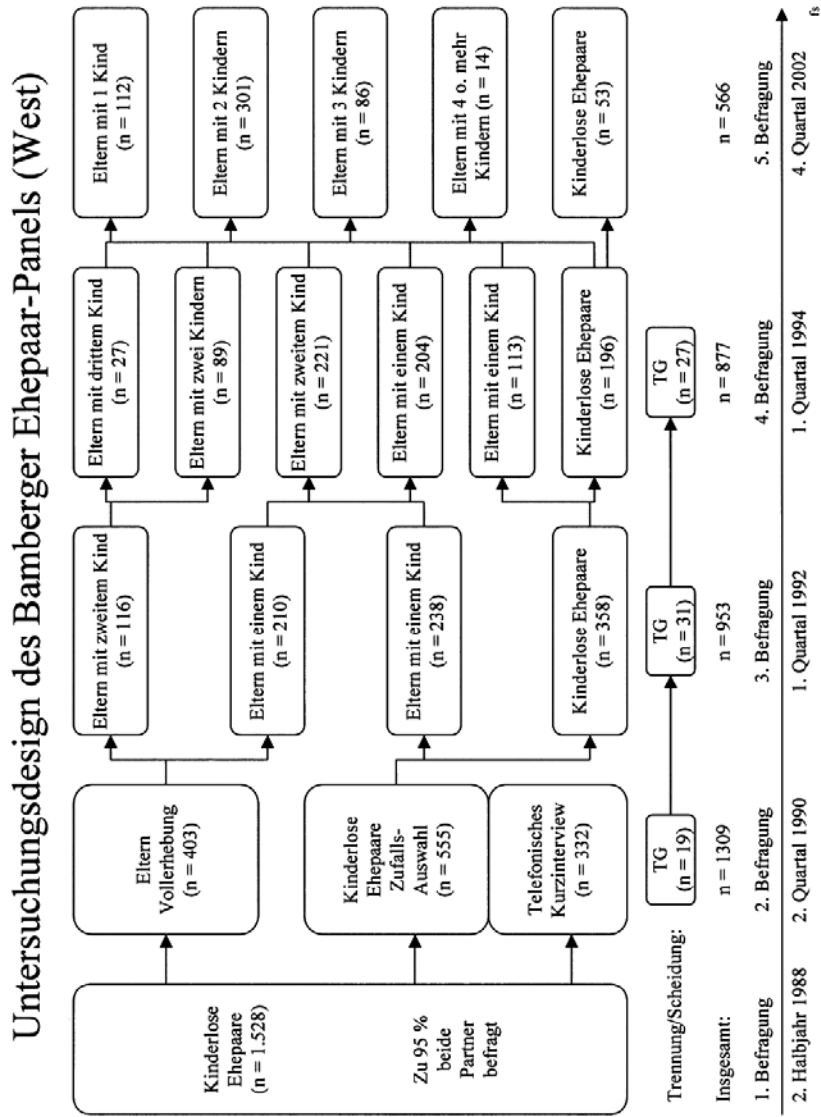 Untersuchungsdesign des Bamberger Ehepaar-Panels (West)
Kinderlose
Ehepaare
(n = 1.528)
Zu 95 %
beide
Partner
befragt
Eltern
Vollerhebung
(n = 403)
Kinderlose
Ehepaare
Zufalls-
Auswahl
(n = 555)
Telefonisches
Kurzinterview
(n = 332)
Eltern mit zweitem Kind
(n = 116)
Eltern mit einem Kind
(n = 210)
Eltern mit einem Kind
(n = 238)
Kinderlose Ehepaare
(n = 358)
Eltern mit drittem Kind
(n = 27)
Eltern mit zwei Kindern
(n = 89)
Eltern mit zweitem Kind
(n = 221)
Eltern mit einem Kind
(n = 204)
Eltern mit einem Kind
(n = 113)
Kinderlose Ehepaare
(n = 196)
Eltern mit 1 Kind
(n = 112)
Eltern mit 2 Kindern
(n = 301)
Eltern mit 3 Kindern
(n = 86)
Eltern mit 4 o. mehr
Kindern (n = 14)
Kinderlose Ehepaare
(n = 53)
Trennung/Scheidung:
TG
(n = 19)
TG
(n = 31)
TG
(n = 27)
Insgesamt:
n = 1309
n = 953
n = 877
n = 566
1. Befragung
2. Befragung
3. Befragung
4. Befragung
5. Befragung
2. Halbjahr 1988
2. Quartal 1990
1. Quartal 1992
1. Quartal 1994
4. Quartal 2002
fs